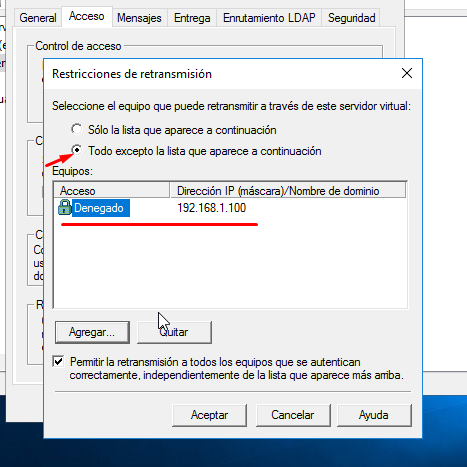 General Acceso Mensajes Entrega Enrutamiento LDAP Seguridad
Control de acceso
Restricciones de retransmisión
Seleccione el equipo que puede retransmitir a través de este servidor virtual:
Sólo la lista que aparece a continuación
Todo excepto la lista que aparece a continuación
Equipos:
Acceso Dirección IP (máscara)/Nombre de dominio
Denegado 192.168.1.100
Agregar... Quitar
Permitir la retransmisión a todos los equipos que se autentican
correctamente, independientemente de la lista que aparece más arriba.
Aceptar Cancelar Ayuda